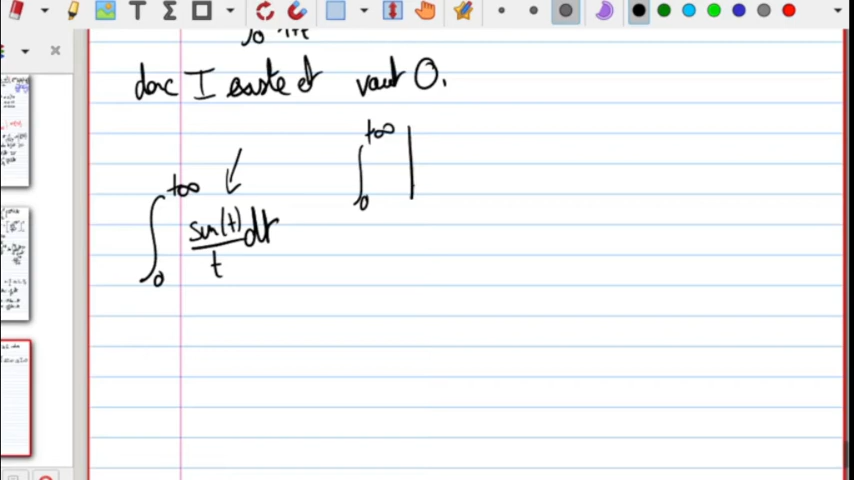 donc I existe et vaut 0.
∫₀^{+∞} sin(t)/t dt
∫₀^{+∞} |